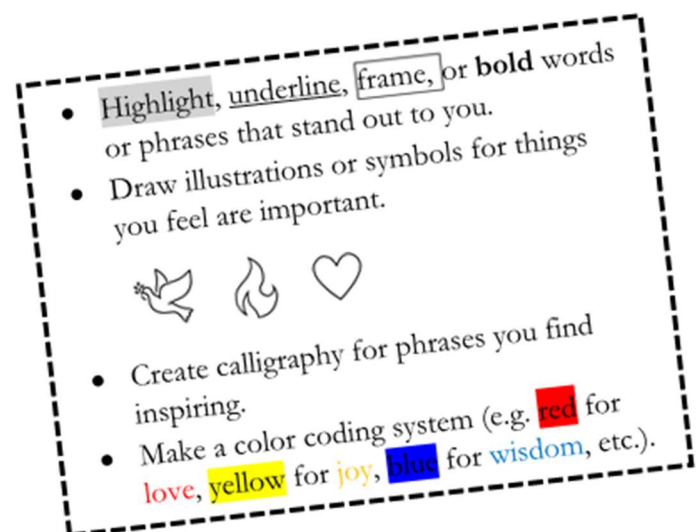 • Highlight, underline, frame, or bold words
or phrases that stand out to you.
• Draw illustrations or symbols for things
you feel are important.
• Create calligraphy for phrases you find
inspiring.
• Make a color coding system (e.g. red for
love, yellow for joy, blue for wisdom, etc.).